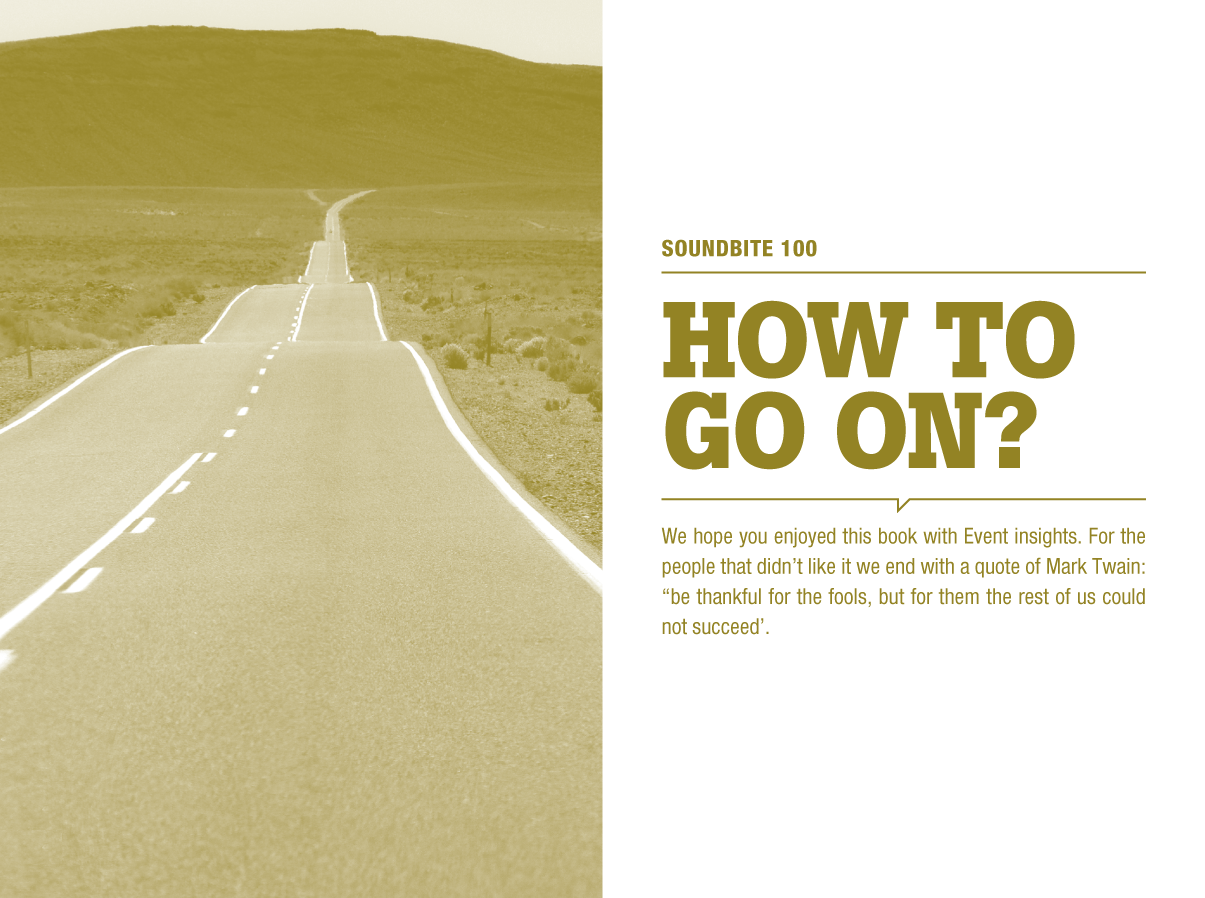 SOUNDBITE 100
HOW TO
GO ON?
We hope you enjoyed this book with Event insights. For the
people that didn’t like it we end with a quote of Mark Twain:
“be thankful for the fools, but for them the rest of us could
not succeed’.